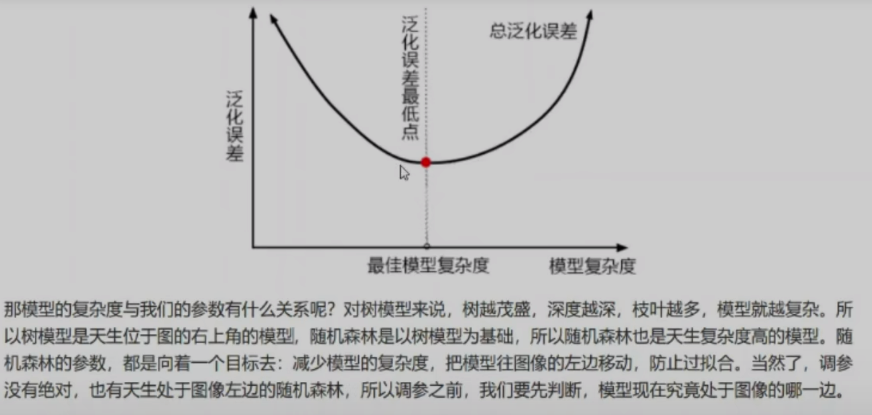 泛化误差最低点
总泛化误差
泛化误差
最佳模型复杂度
模型复杂度
那模型的复杂度与我们的参数有什么关系呢？对树模型来说，树越茂盛，深度越深，枝叶越多，模型就越复杂。所
以树模型是天生位于图的右上角的模型，随机森林是以树模型为基础，所以随机森林也是天生复杂度高的模型。随
机森林的参数，都是向着一个目标去：减少模型的复杂度，把模型往图像的左边移动，防止过拟合。当然了，调参
没有绝对，也有天生处于图像左边的随机森林，所以调参之前，我们要先判断，模型现在究竟处于图像的哪一边。